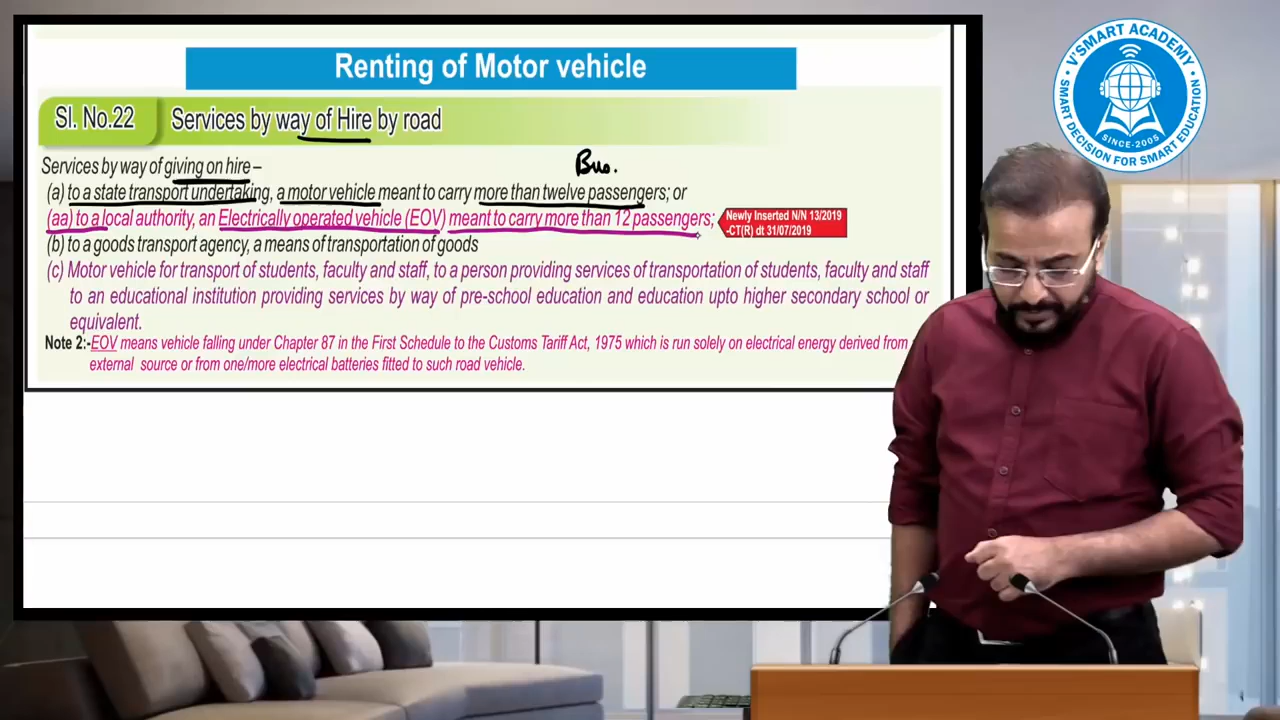 Renting of Motor vehicle
Sl. No.22 Services by way of Hire by road
Services by way of giving on hire –
Bus.
(a) to a state transport undertaking, a motor vehicle meant to carry more than twelve passengers; or
(aa) to a local authority, an Electrically operated vehicle (EOV) meant to carry more than 12 passengers;
Newly Inserted N/N 13/2019
-CT(R) dt 31/07/2019
(b) to a goods transport agency, a means of transportation of goods
(c) Motor vehicle for transport of students, faculty and staff, to a person providing services of transportation of students, faculty and staff
to an educational institution providing services by way of pre-school education and education upto higher secondary school or
equivalent.
Note 2:-EOV means vehicle falling under Chapter 87 in the First Schedule to the Customs Tariff Act, 1975 which is run solely on electrical energy derived from
external source or from one/more electrical batteries fitted to such road vehicle.
V'SMART ACADEMY
SMART DECISION FOR SMART EDUCATION
SINCE-2005